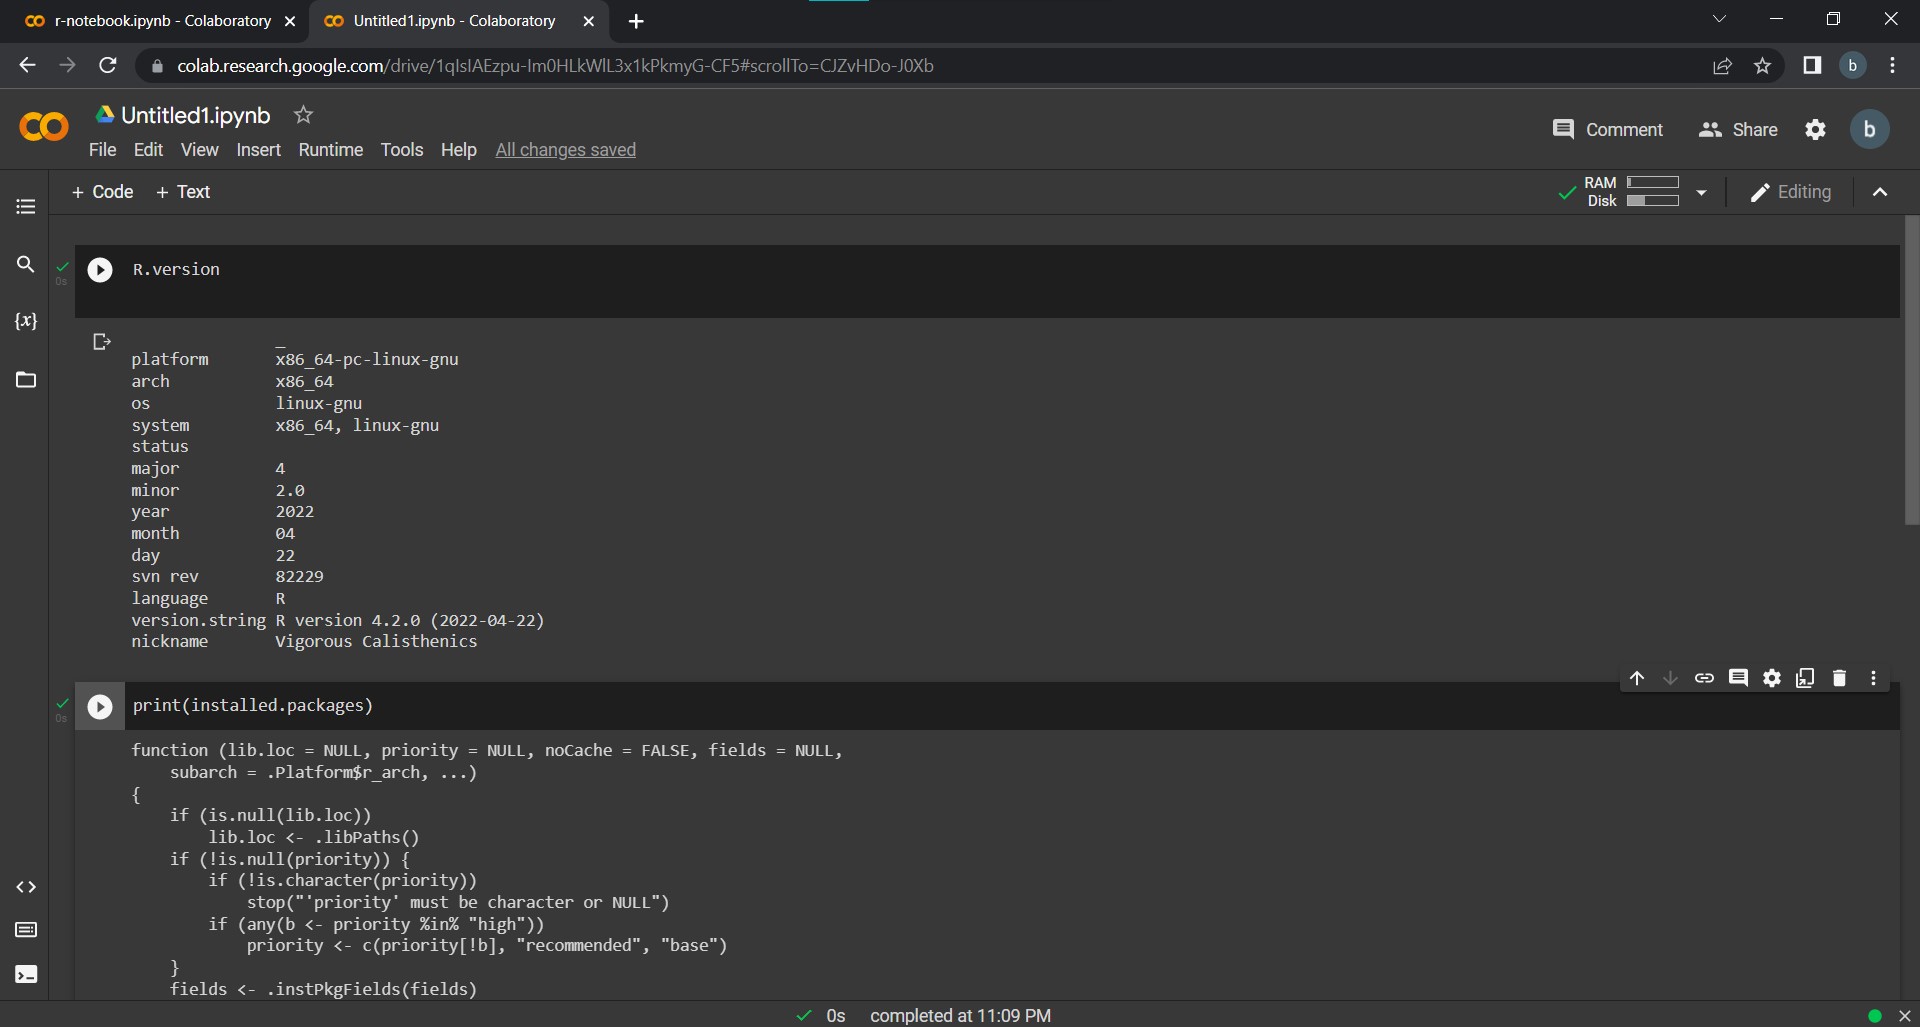 r-notebook.ipynb - Colaboratory
Untitled1.ipynb - Colaboratory
colab.research.google.com/drive/1qlsIAEzpu-Im0HLkWlL3x1kPkmyG-CF5#scrollTo=CJZvHDo-J0Xb
b
Untitled1.ipynb
File Edit View Insert Runtime Tools Help All changes saved
Comment Share b
+ Code + Text
RAM
Disk
Editing
R.version
0s
{x}
_
platform x86_64-pc-linux-gnu
arch x86_64
os linux-gnu
system x86_64, linux-gnu
status
major 4
minor 2.0
year 2022
month 04
day 22
svn rev 82229
language R
version.string R version 4.2.0 (2022-04-22)
nickname Vigorous Calisthenics
print(installed.packages)
0s
function (lib.loc = NULL, priority = NULL, noCache = FALSE, fields = NULL,
subarch = .Platform$r_arch, ...)
{
if (is.null(lib.loc))
lib.loc <- .libPaths()
if (!is.null(priority)) {
if (!is.character(priority))
stop("'priority' must be character or NULL")
if (any(b <- priority %in% "high"))
priority <- c(priority[!b], "recommended", "base")
}
fields <- .instPkgFields(fields)
0s completed at 11:09 PM